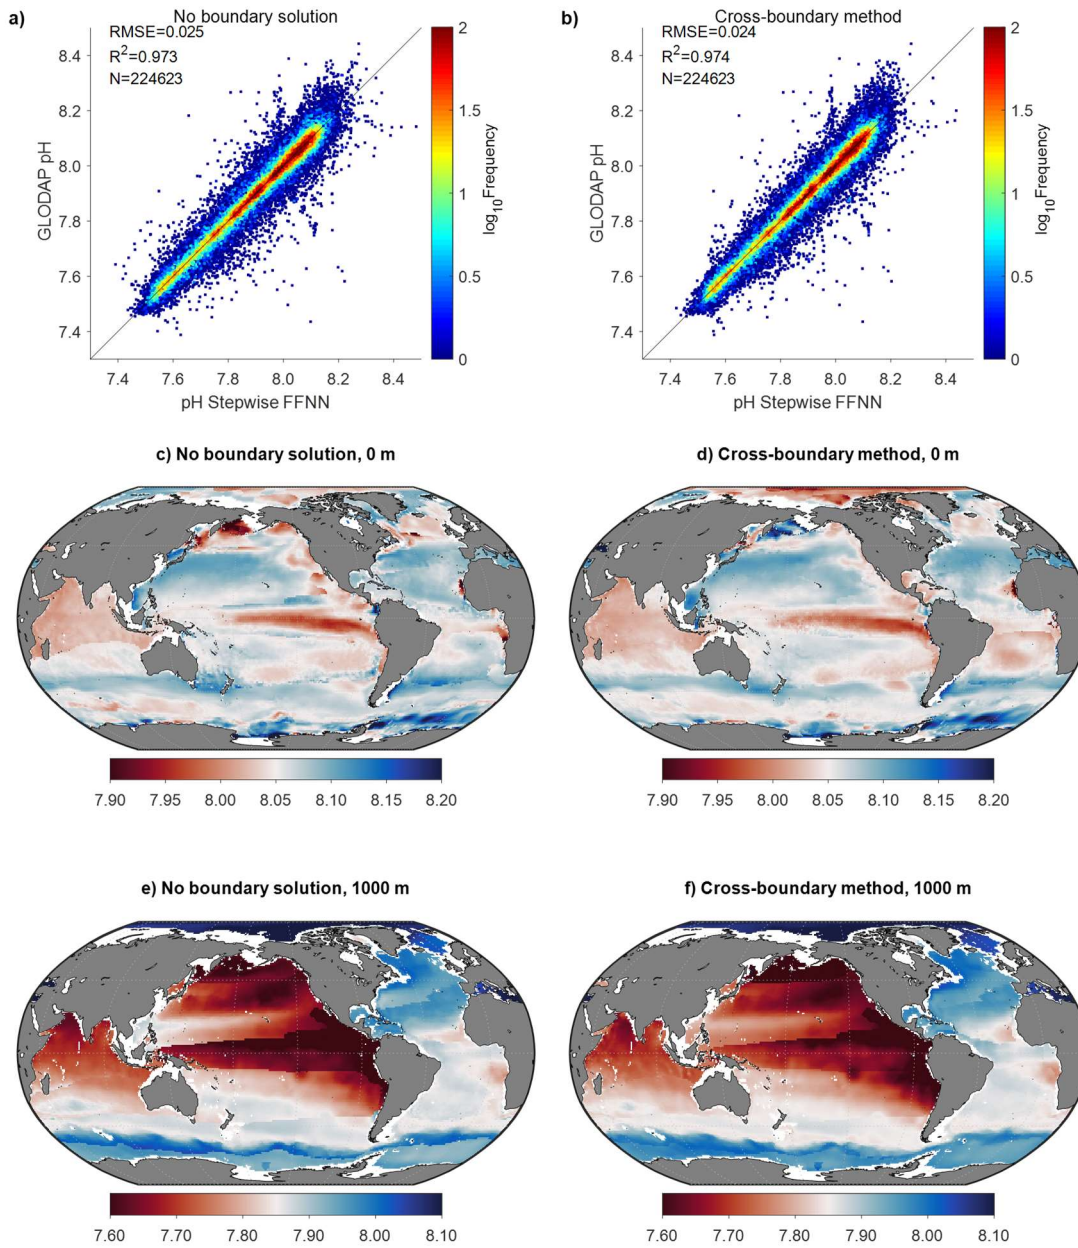 a)
No boundary solution
RMSE=0.025
R2=0.973
N=224623
8.4
8.2
8.0
7.8
7.6
7.4
GLODAP pH
7.4 7.6 7.8 8.0 8.2 8.4
pH Stepwise FFNN
2
1.5
1
0.5
0
log10Frequency
b)
Cross-boundary method
RMSE=0.024
R2=0.974
N=224623
8.4
8.2
8.0
7.8
7.6
7.4
GLODAP pH
7.4 7.6 7.8 8.0 8.2 8.4
pH Stepwise FFNN
2
1.5
1
0.5
0
log10Frequency
c) No boundary solution, 0 m
7.90 7.95 8.00 8.05 8.10 8.15 8.20
d) Cross-boundary method, 0 m
7.90 7.95 8.00 8.05 8.10 8.15 8.20
e) No boundary solution, 1000 m
7.60 7.70 7.80 7.90 8.00 8.10
f) Cross-boundary method, 1000 m
7.60 7.70 7.80 7.90 8.00 8.10